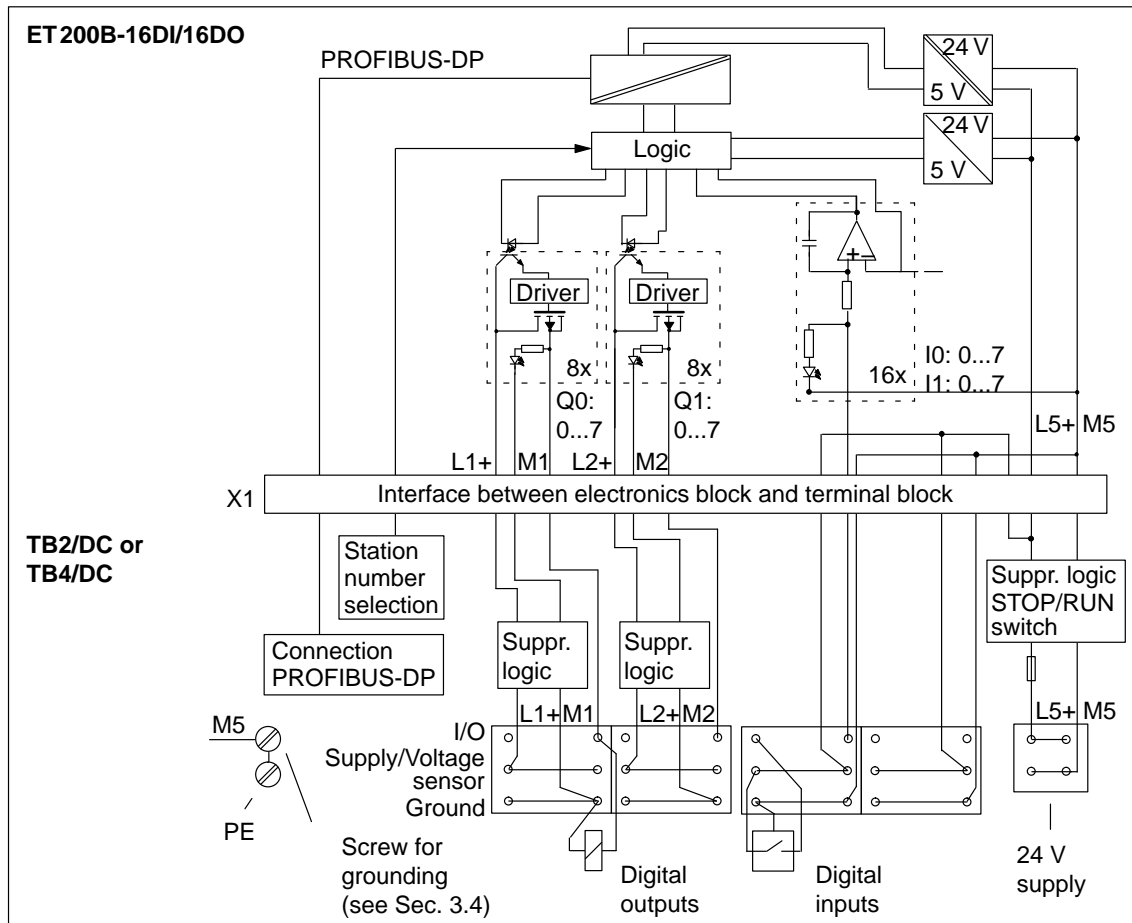 ET 200B-16DI/16DO
PROFIBUS-DP
24 V
5 V
24 V
5 V
Logic
Driver
Driver
+ –
8x
8x
16x
I0: 0...7
I1: 0...7
Q0:
0...7
Q1:
0...7
L5+ M5
L1+ M1 L2+ M2
X1
Interface between electronics block and terminal block
TB2/DC or
TB4/DC
Station
number
selection
Suppr. logic
STOP/RUN
switch
Connection
PROFIBUS-DP
Suppr.
logic
Suppr.
logic
L1+ M1
L2+ M2
L5+ M5
M5
I/O
Supply/Voltage
sensor
Ground
PE
Screw for
grounding
(see Sec. 3.4)
Digital
outputs
Digital
inputs
24 V
supply